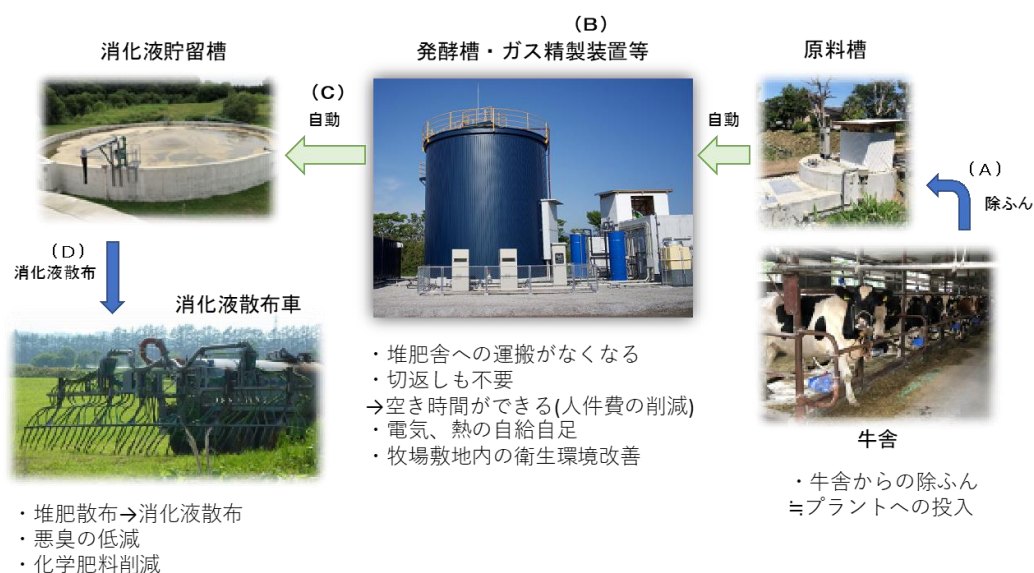 (B)
発酵槽・ガス精製装置等
消化液貯留槽
原料槽
(C)
自動
自動
(A)
除ふん
(D)
消化液散布
消化液散布車
・堆肥舎への運搬がなくなる
・切返しも不要
→空き時間ができる(人件費の削減)
・電気、熱の自給自足
・牧場敷地内の衛生環境改善
牛舎
・牛舎からの除ふん
≒プラントへの投入
・堆肥散布→消化液散布
・悪臭の低減
・化学肥料削減